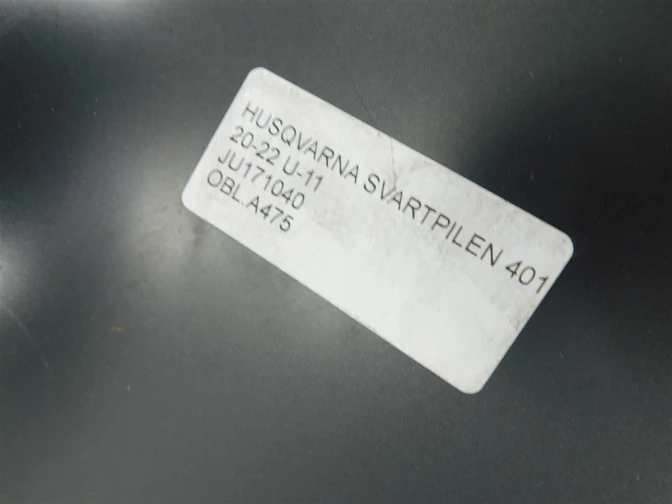 HUSQVARNA SVARTPILEN 401
20-22 U-11
JU171040
OBL.A475